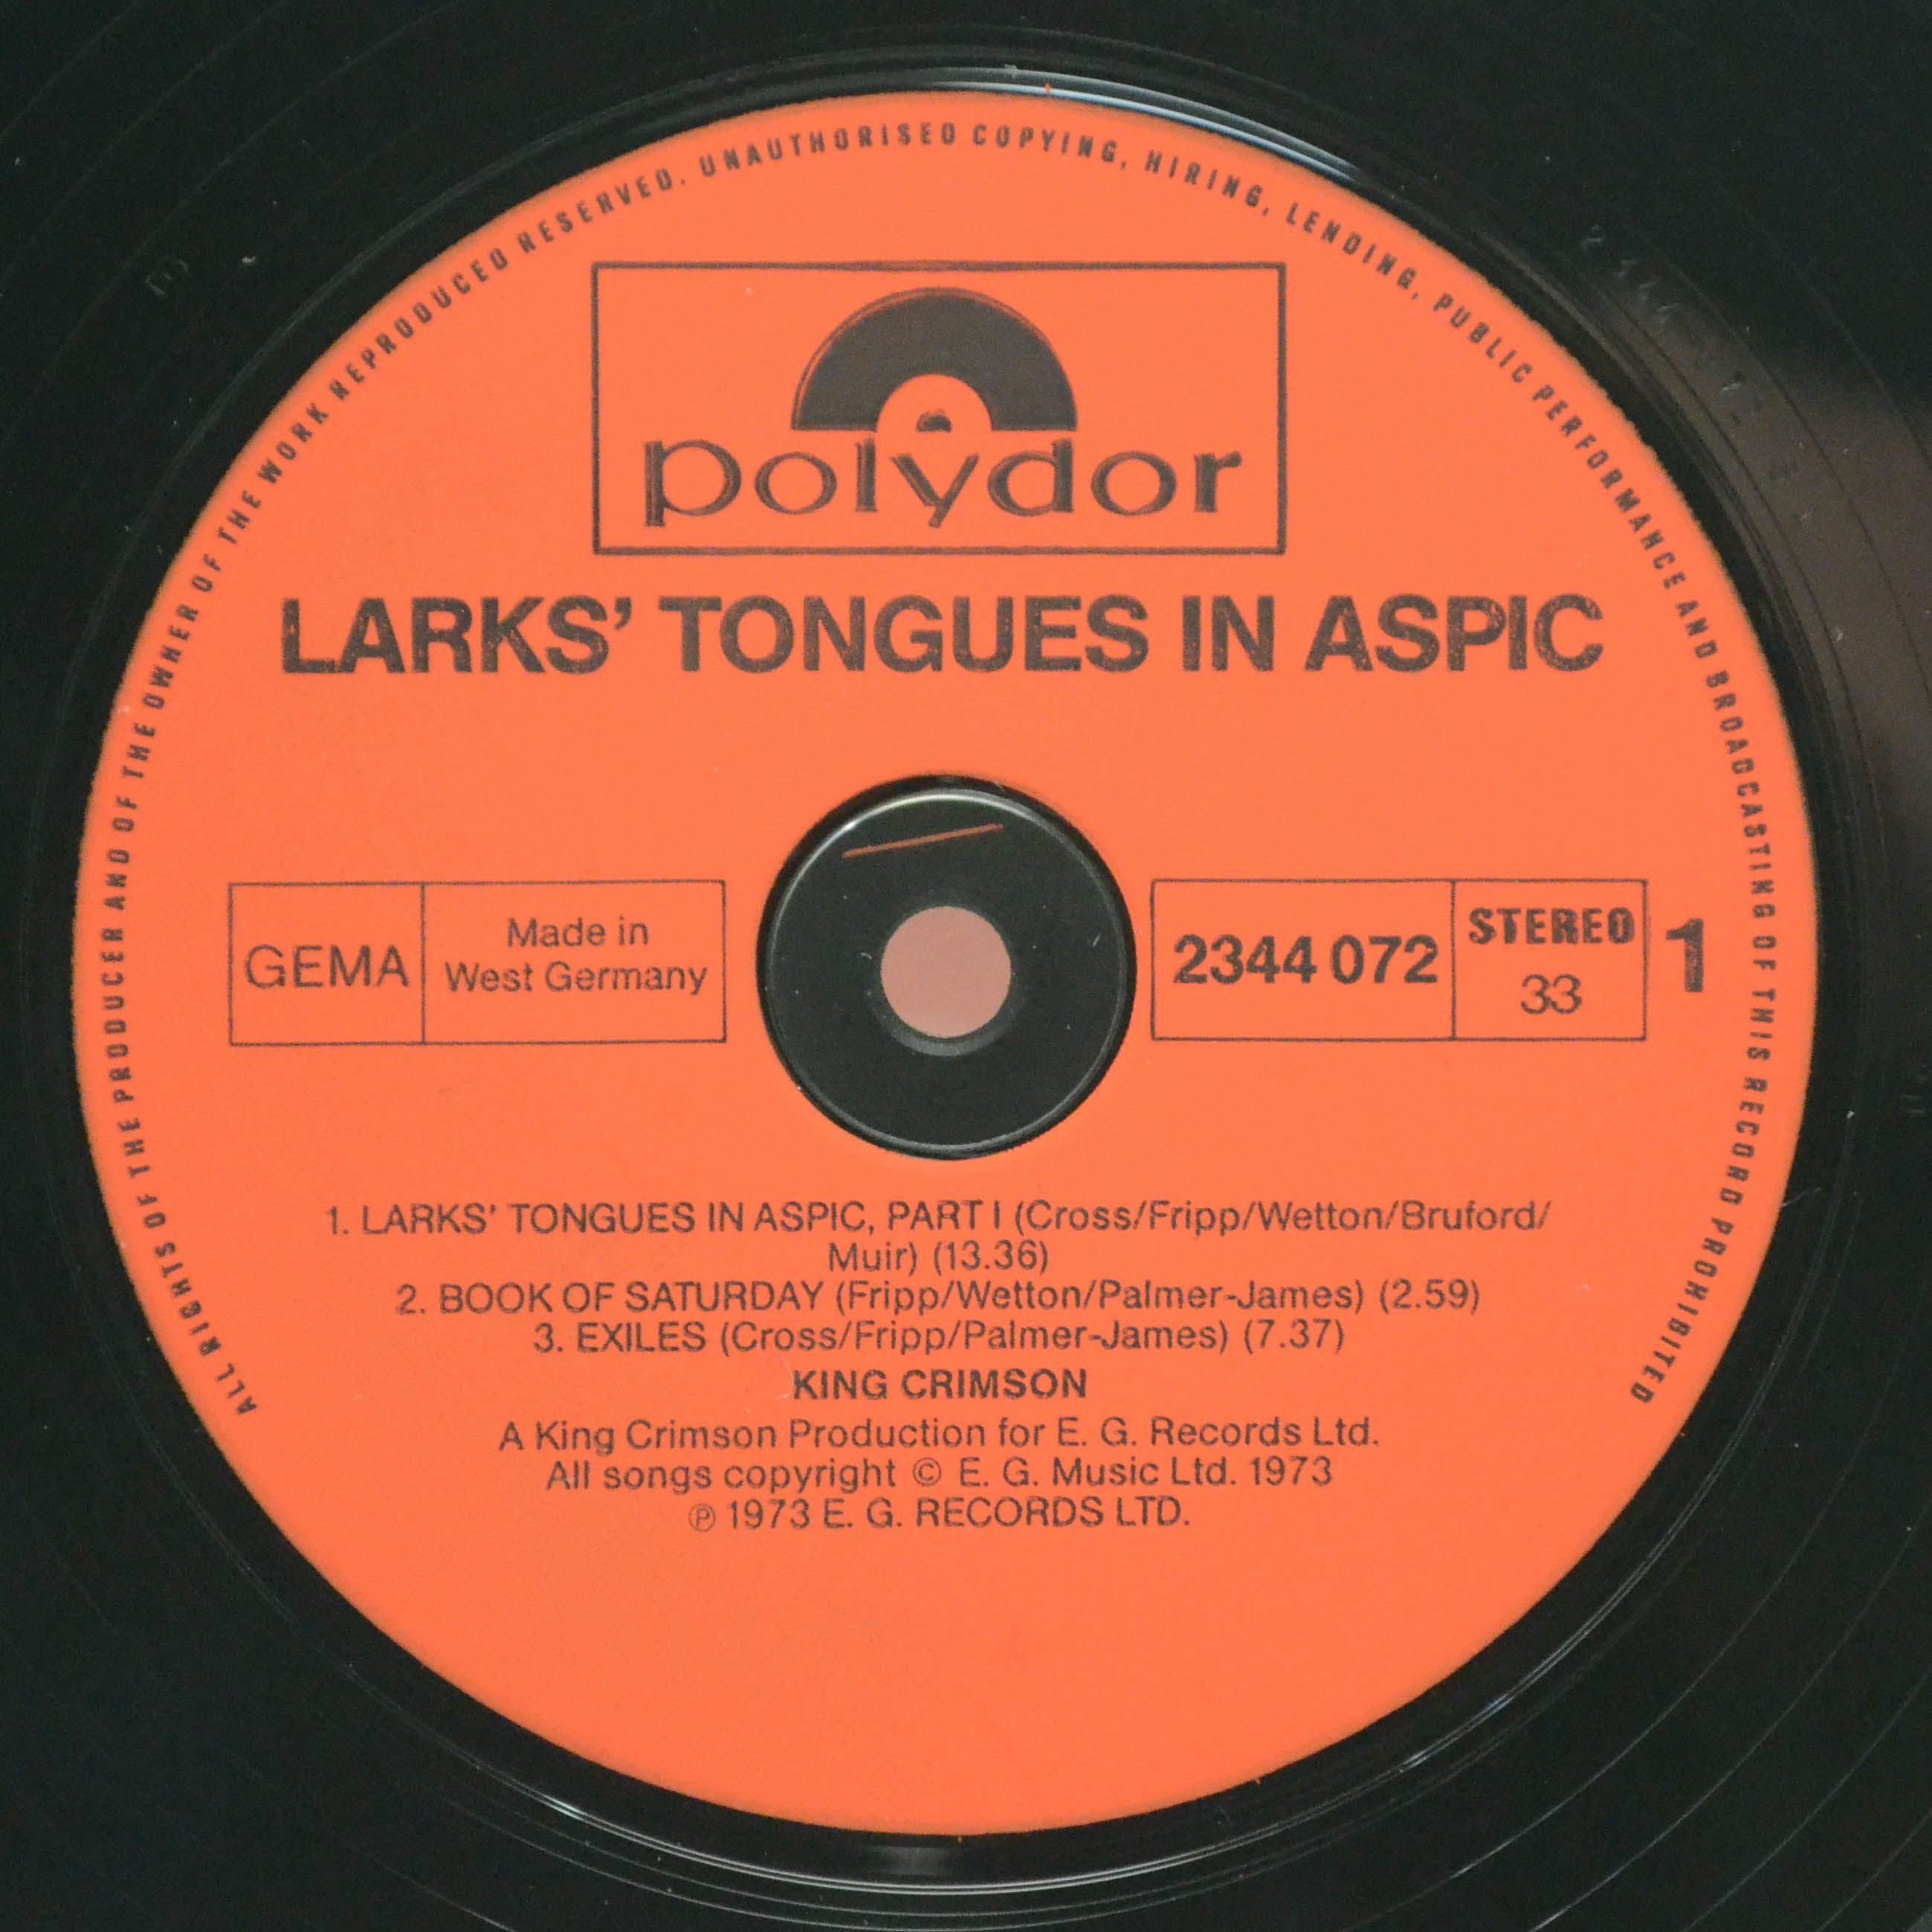 ALL RIGHTS OF THE PRODUCER AND OF THE OWNER OF THE WORK REPRODUCED RESERVED. UNAUTHORISED COPYING, HIRING, LENDING, PUBLIC PERFORMANCE AND BROADCASTING OF THIS RECORD PROHIBITED
polydor
LARKS' TONGUES IN ASPIC
GEMA
Made in
West Germany
2344 072
STEREO
33
1
1. LARKS' TONGUES IN ASPIC, PART I (Cross/Fripp/Wetton/Bruford/
Muir) (13.36)
2. BOOK OF SATURDAY (Fripp/Wetton/Palmer-James) (2.59)
3. EXILES (Cross/Fripp/Palmer-James) (7.37)
KING CRIMSON
A King Crimson Production for E. G. Records Ltd.
All songs copyright © E. G. Music Ltd. 1973
℗ 1973 E. G. RECORDS LTD.